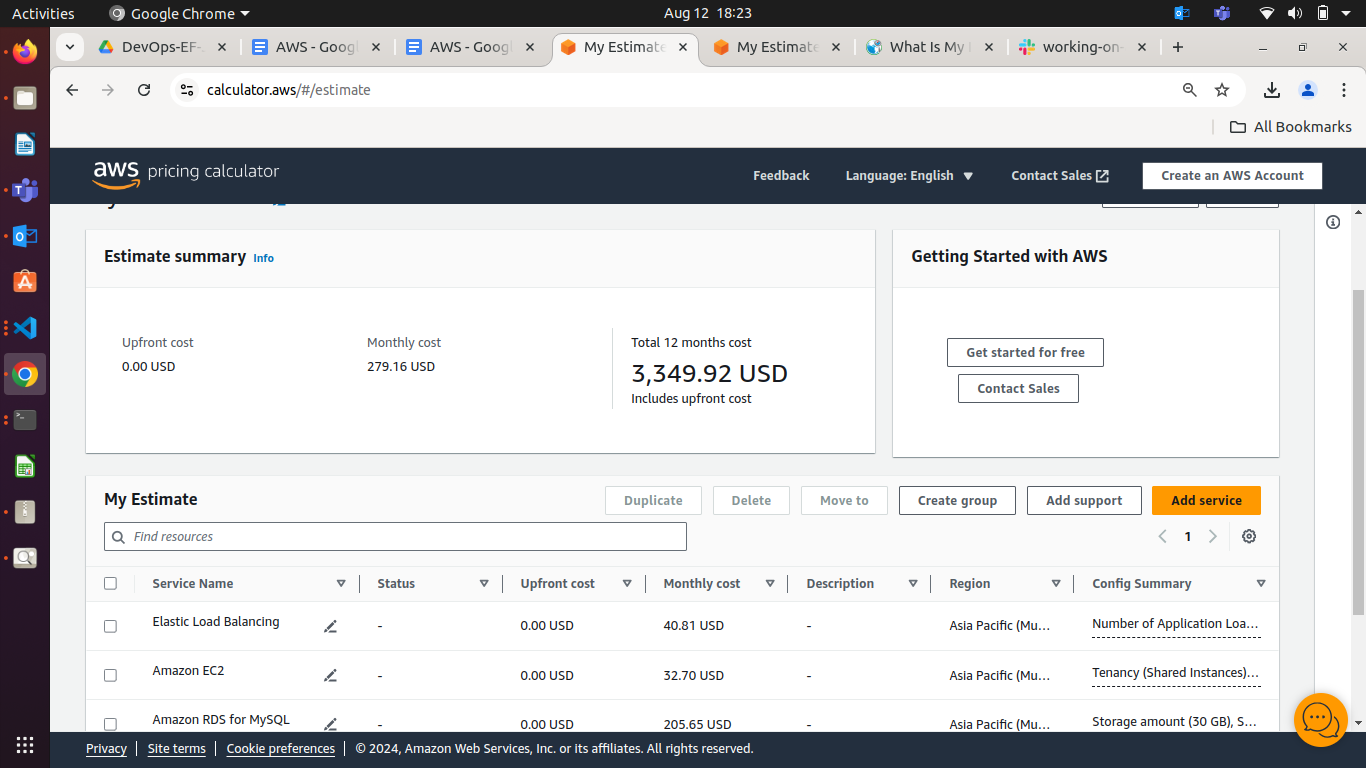 Activities Google Chrome Aug 12 18:23
DevOps-EF-. AWS - Goog AWS - Goog My Estimate My Estimate What Is My working-on-
calculator.aws/#/estimate
All Bookmarks
aws pricing calculator Feedback Language: English Contact Sales Create an AWS Account
Estimate summary Info
Getting Started with AWS
Upfront cost Monthly cost Total 12 months cost
0.00 USD 279.16 USD 3,349.92 USD
Includes upfront cost
Get started for free
Contact Sales
My Estimate Duplicate Delete Move to Create group Add support Add service
Find resources 1
Service Name Status Upfront cost Monthly cost Description Region Config Summary
Elastic Load Balancing - 0.00 USD 40.81 USD - Asia Pacific (Mu... Number of Application Loa...
Amazon EC2 - 0.00 USD 32.70 USD - Asia Pacific (Mu... Tenancy (Shared Instances)...
Amazon RDS for MySQL - 0.00 USD 205.65 USD - Asia Pacific (Mu... Storage amount (30 GB), S...
Privacy | Site terms | Cookie preferences | © 2024, Amazon Web Services, Inc. or its affiliates. All rights reserved.